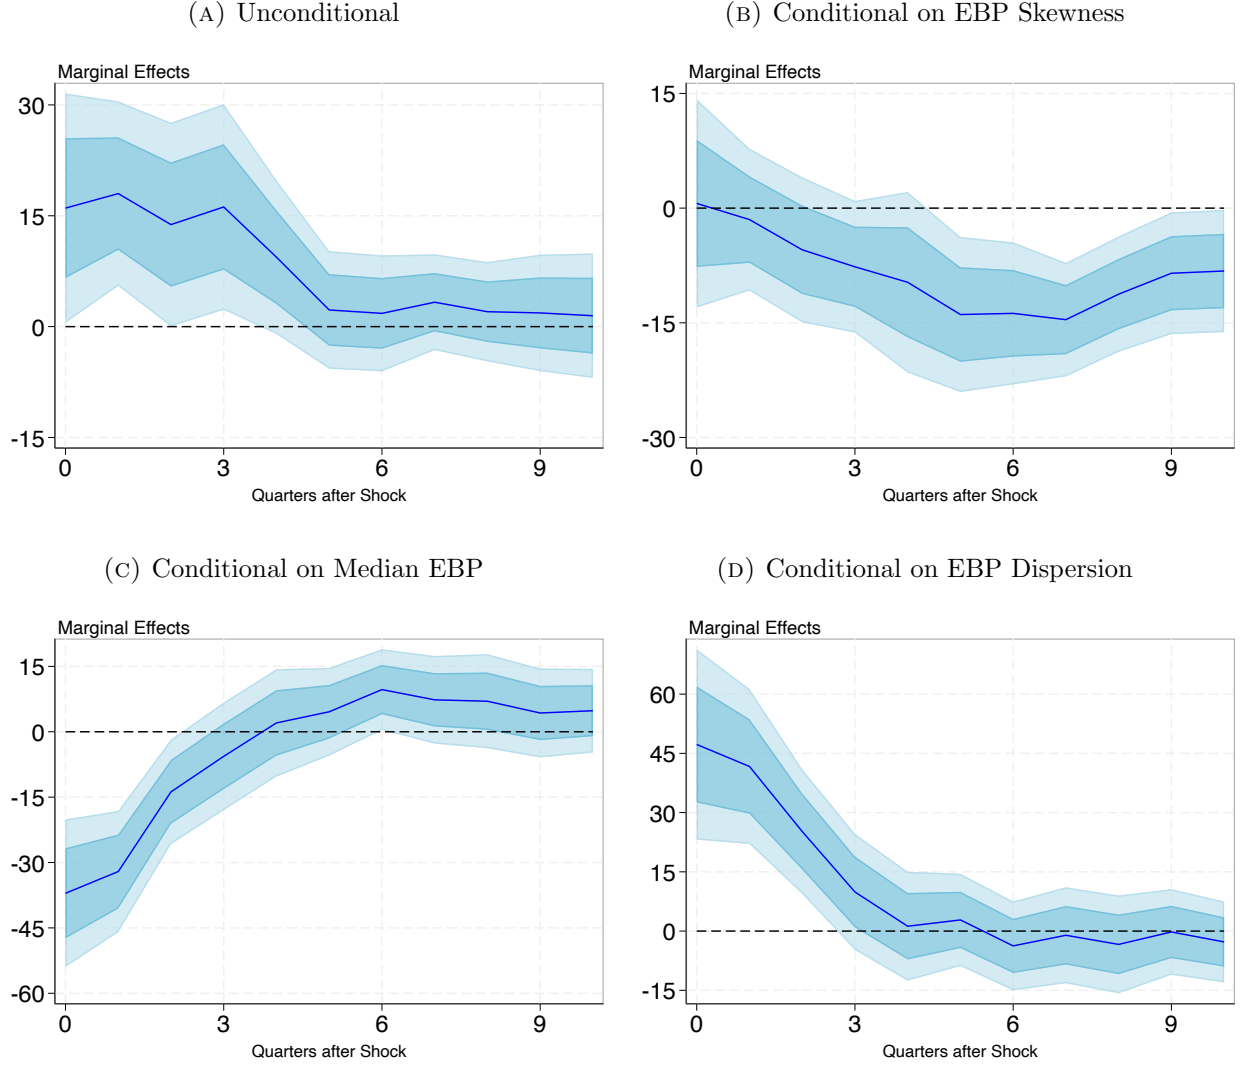 (A) Unconditional
Marginal Effects
30
15
0
-15
0 3 6 9
Quarters after Shock
(B) Conditional on EBP Skewness
Marginal Effects
15
0
-15
-30
0 3 6 9
Quarters after Shock
(C) Conditional on Median EBP
Marginal Effects
15
0
-15
-30
-45
-60
0 3 6 9
Quarters after Shock
(D) Conditional on EBP Dispersion
Marginal Effects
60
45
30
15
0
-15
0 3 6 9
Quarters after Shock